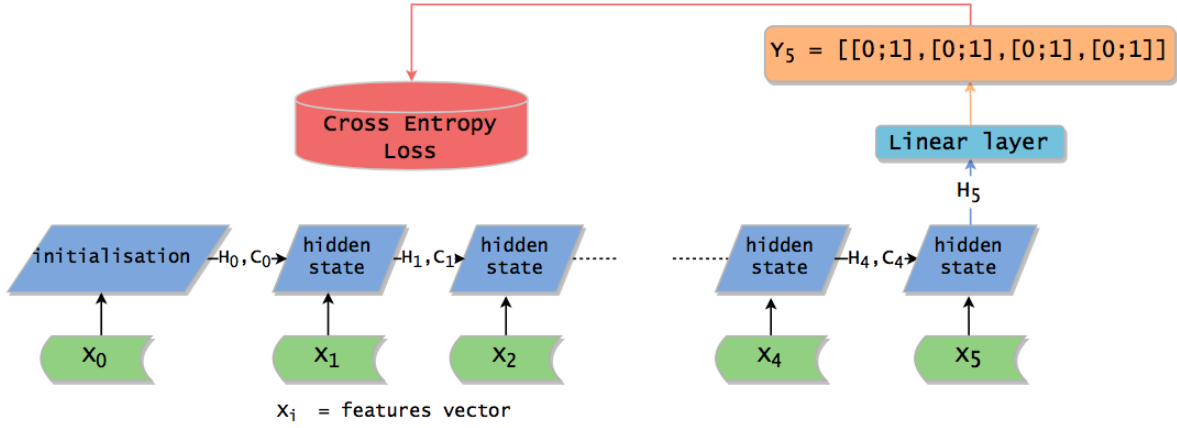 Y₅ = [[0;1],[0;1],[0;1],[0;1]]
Cross Entropy
Loss
Linear layer
H₅
initialisation
H₀,C₀
hidden
state
H₁,C₁
hidden
state
hidden
state
H₄,C₄
hidden
state
X₀
X₁
X₂
X₄
X₅
Xᵢ = features vector